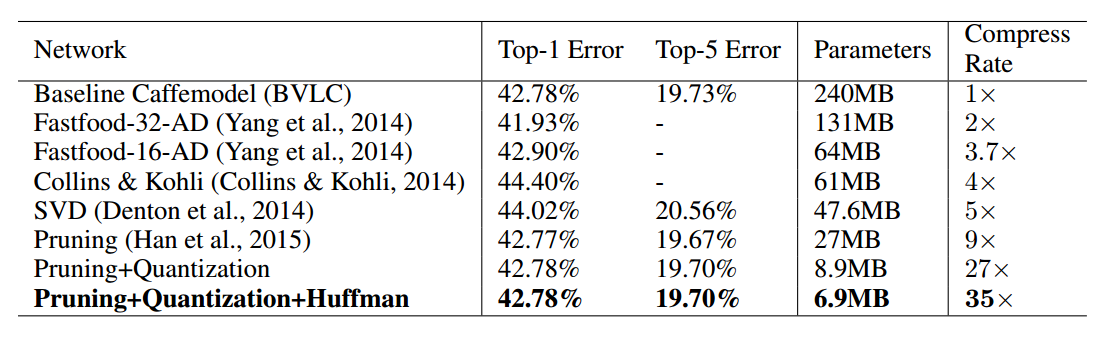 Network Top-1 Error Top-5 Error Parameters Compress Rate
Baseline Caffemodel (BVLC) 42.78% 19.73% 240MB 1×
Fastfood-32-AD (Yang et al., 2014) 41.93% - 131MB 2×
Fastfood-16-AD (Yang et al., 2014) 42.90% - 64MB 3.7×
Collins & Kohli (Collins & Kohli, 2014) 44.40% - 61MB 4×
SVD (Denton et al., 2014) 44.02% 20.56% 47.6MB 5×
Pruning (Han et al., 2015) 42.77% 19.67% 27MB 9×
Pruning+Quantization 42.78% 19.70% 8.9MB 27×
Pruning+Quantization+Huffman 42.78% 19.70% 6.9MB 35×